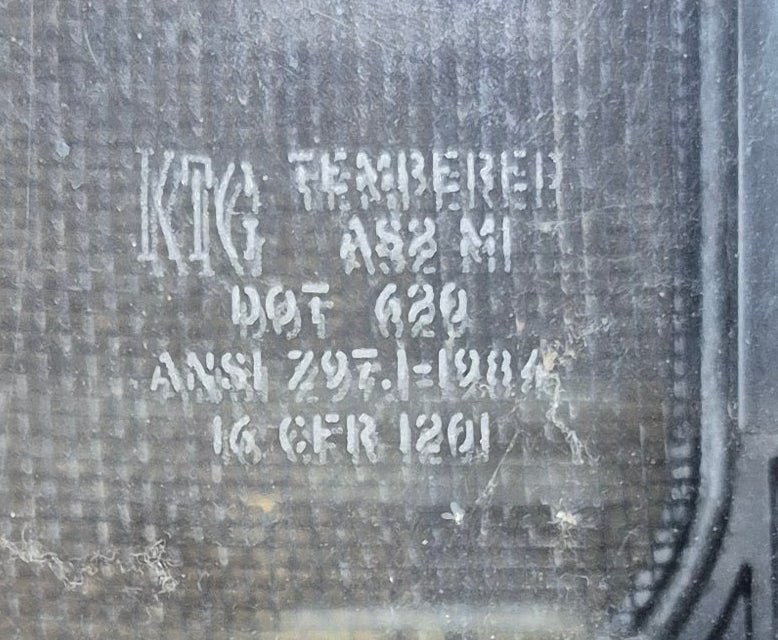 KTG TEMPERED
AS2 M1
DOT 620
ANSI Z97.1-1984
16 CFR 1201